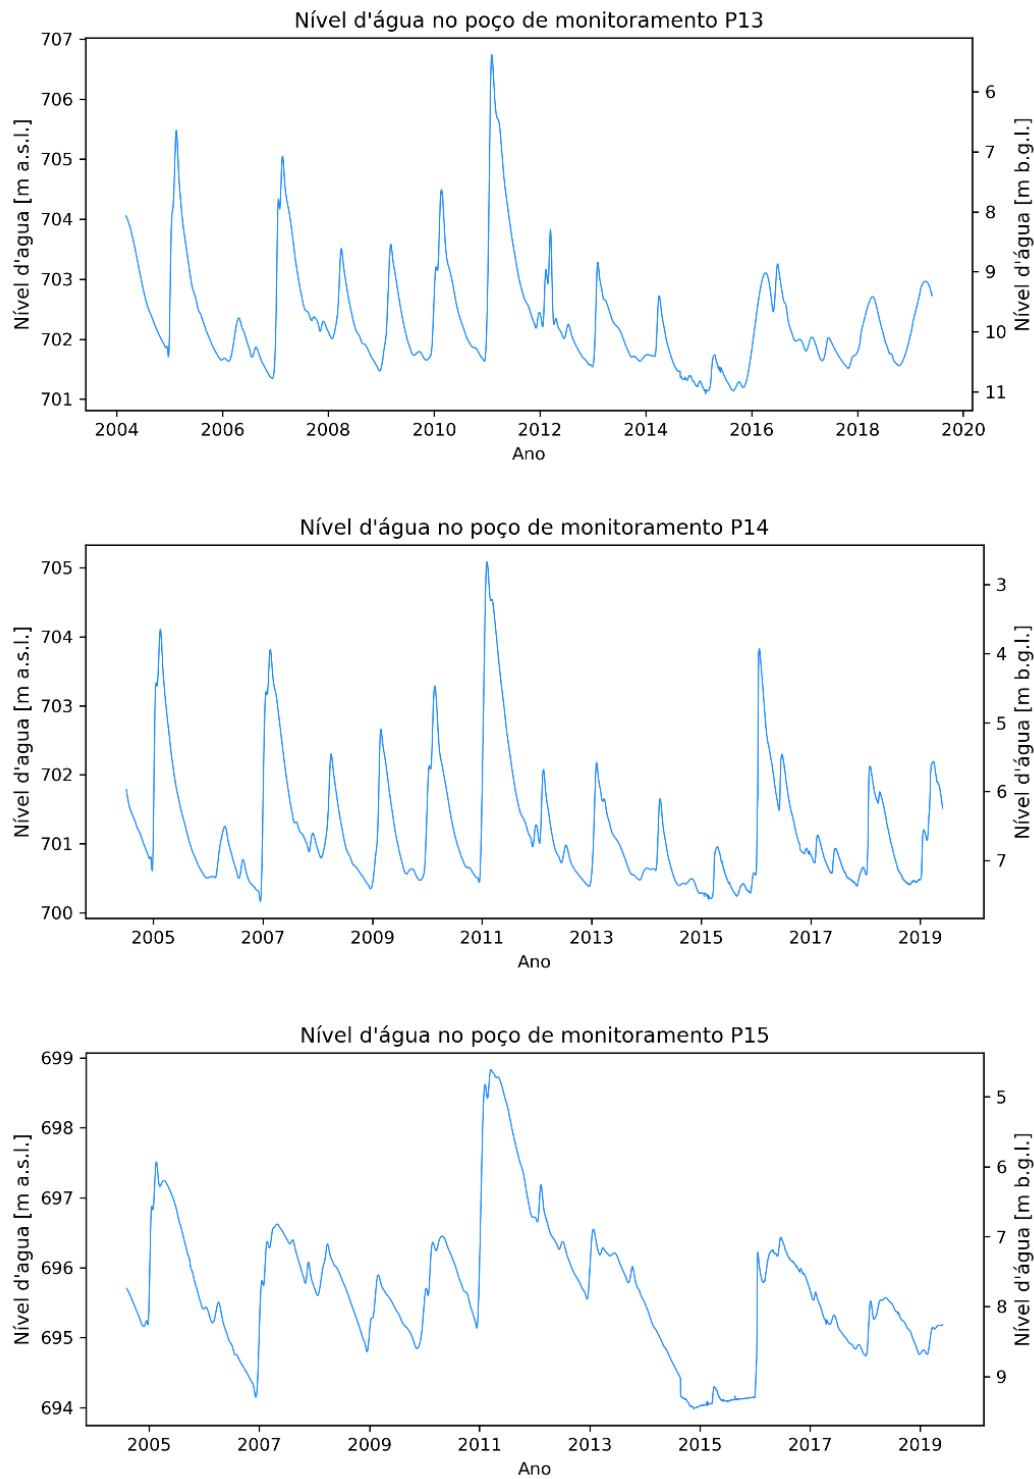 Nível d'água no poço de monitoramento P13
707
706
705
704
703
702
701
6
7
8
9
10
11
Nível d'agua [m a.s.l.]
Nível d'água [m b.g.l.]
2004 2006 2008 2010 2012 2014 2016 2018 2020
Ano
Nível d'água no poço de monitoramento P14
705
704
703
702
701
700
3
4
5
6
7
Nível d'agua [m a.s.l.]
Nível d'água [m b.g.l.]
2005 2007 2009 2011 2013 2015 2017 2019
Ano
Nível d'água no poço de monitoramento P15
699
698
697
696
695
694
5
6
7
8
9
Nível d'agua [m a.s.l.]
Nível d'água [m b.g.l.]
2005 2007 2009 2011 2013 2015 2017 2019
Ano